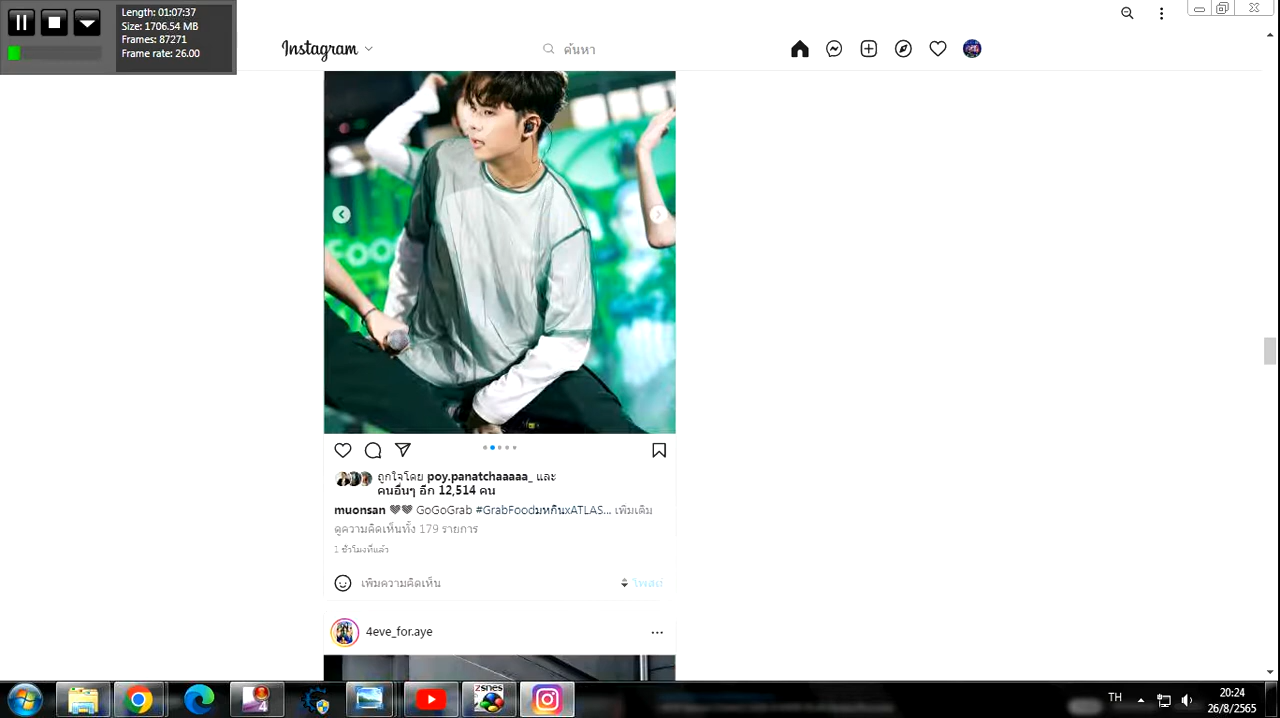 Length: 01:07:37
Size: 1706.54 MB
Frames: 87271
Frame rate: 26.00
Instagram
ค้นหา
ถูกใจโดย poy.panatchaaaaa_ และ
คนอื่นๆ อีก 12,514 คน
muonsan 🖤🖤 GoGoGrab #GrabFoodมหกินxATLAS... เพิ่มเติม
ดูความคิดเห็นทั้ง 179 รายการ
1 ชั่วโมงที่แล้ว
เพิ่มความคิดเห็น
โพสต์
4eve_for.aye
4
zsnes
TH
20:24
26/8/2565